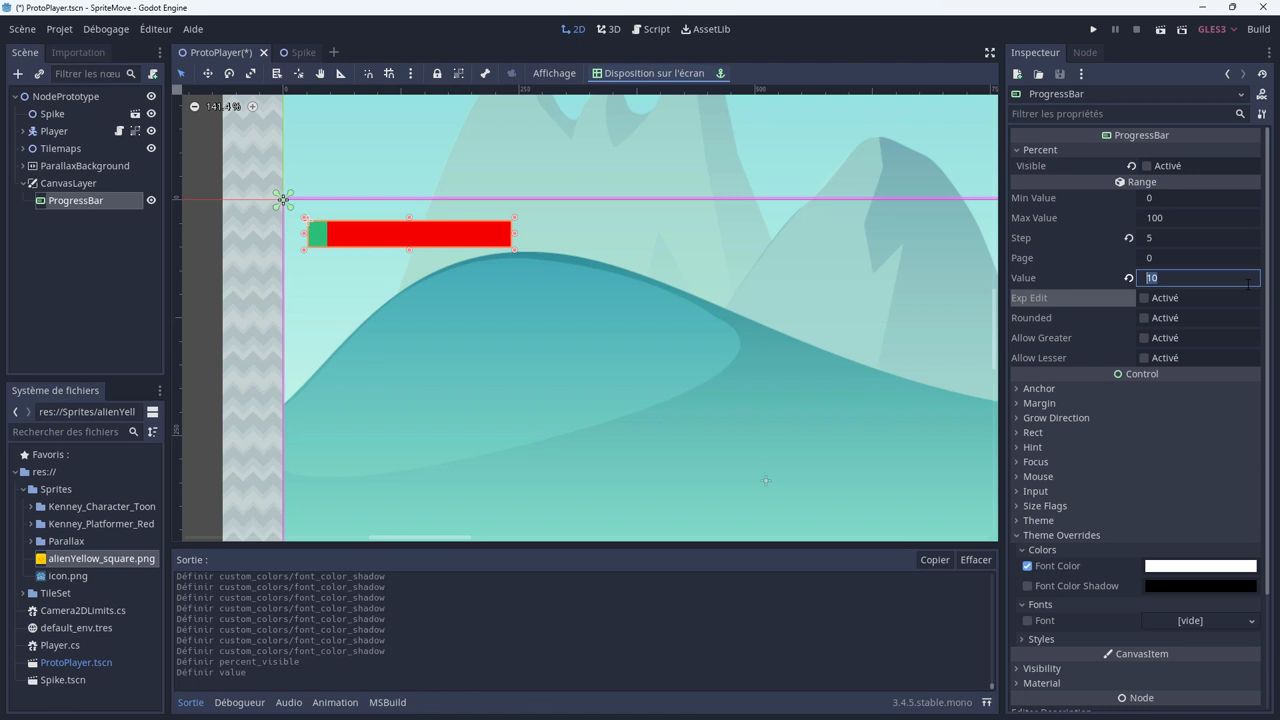 (*) ProtoPlayer.tscn - SpriteMove - Godot Engine
Scène Projet Débogage Éditeur Aide
2D 3D Script AssetLib
GLES3 Build
Scène Importation
Filtrer les nœu
NodePrototype
Spike
Player
Tilemaps
ParallaxBackground
CanvasLayer
ProgressBar
Système de fichiers
res://Sprites/alienYell
Rechercher des fichiers
Favoris :
res://
Sprites
Kenney_Character_Toon
Kenney_Platformer_Red
Parallax
alienYellow_square.png
icon.png
TileSet
Camera2DLimits.cs
default_env.tres
Player.cs
ProtoPlayer.tscn
Spike.tscn
ProtoPlayer(*) Spike
Affichage Disposition sur l'écran
0 250 500 75
141.4 %
0
250
Sortie : Copier Effacer
Définir custom_colors/font_color_shadow
Définir custom_colors/font_color_shadow
Définir custom_colors/font_color_shadow
Définir custom_colors/font_color_shadow
Définir custom_colors/font_color_shadow
Définir custom_colors/font_color_shadow
Définir custom_colors/font_color_shadow
Définir custom_colors/font_color_shadow
Définir percent_visible
Définir value
Sortie Débogueur Audio Animation MSBuild 3.4.5.stable.mono
Inspecteur Node
ProgressBar
Filtrer les propriétés
ProgressBar
Percent
Visible Activé
Range
Min Value 0
Max Value 100
Step 5
Page 0
Value 10
Exp Edit Activé
Rounded Activé
Allow Greater Activé
Allow Lesser Activé
Control
Anchor
Margin
Grow Direction
Rect
Hint
Focus
Mouse
Input
Size Flags
Theme
Theme Overrides
Colors
Font Color
Font Color Shadow
Fonts
Font [vide]
Styles
CanvasItem
Visibility
Material
Node
Editor Description